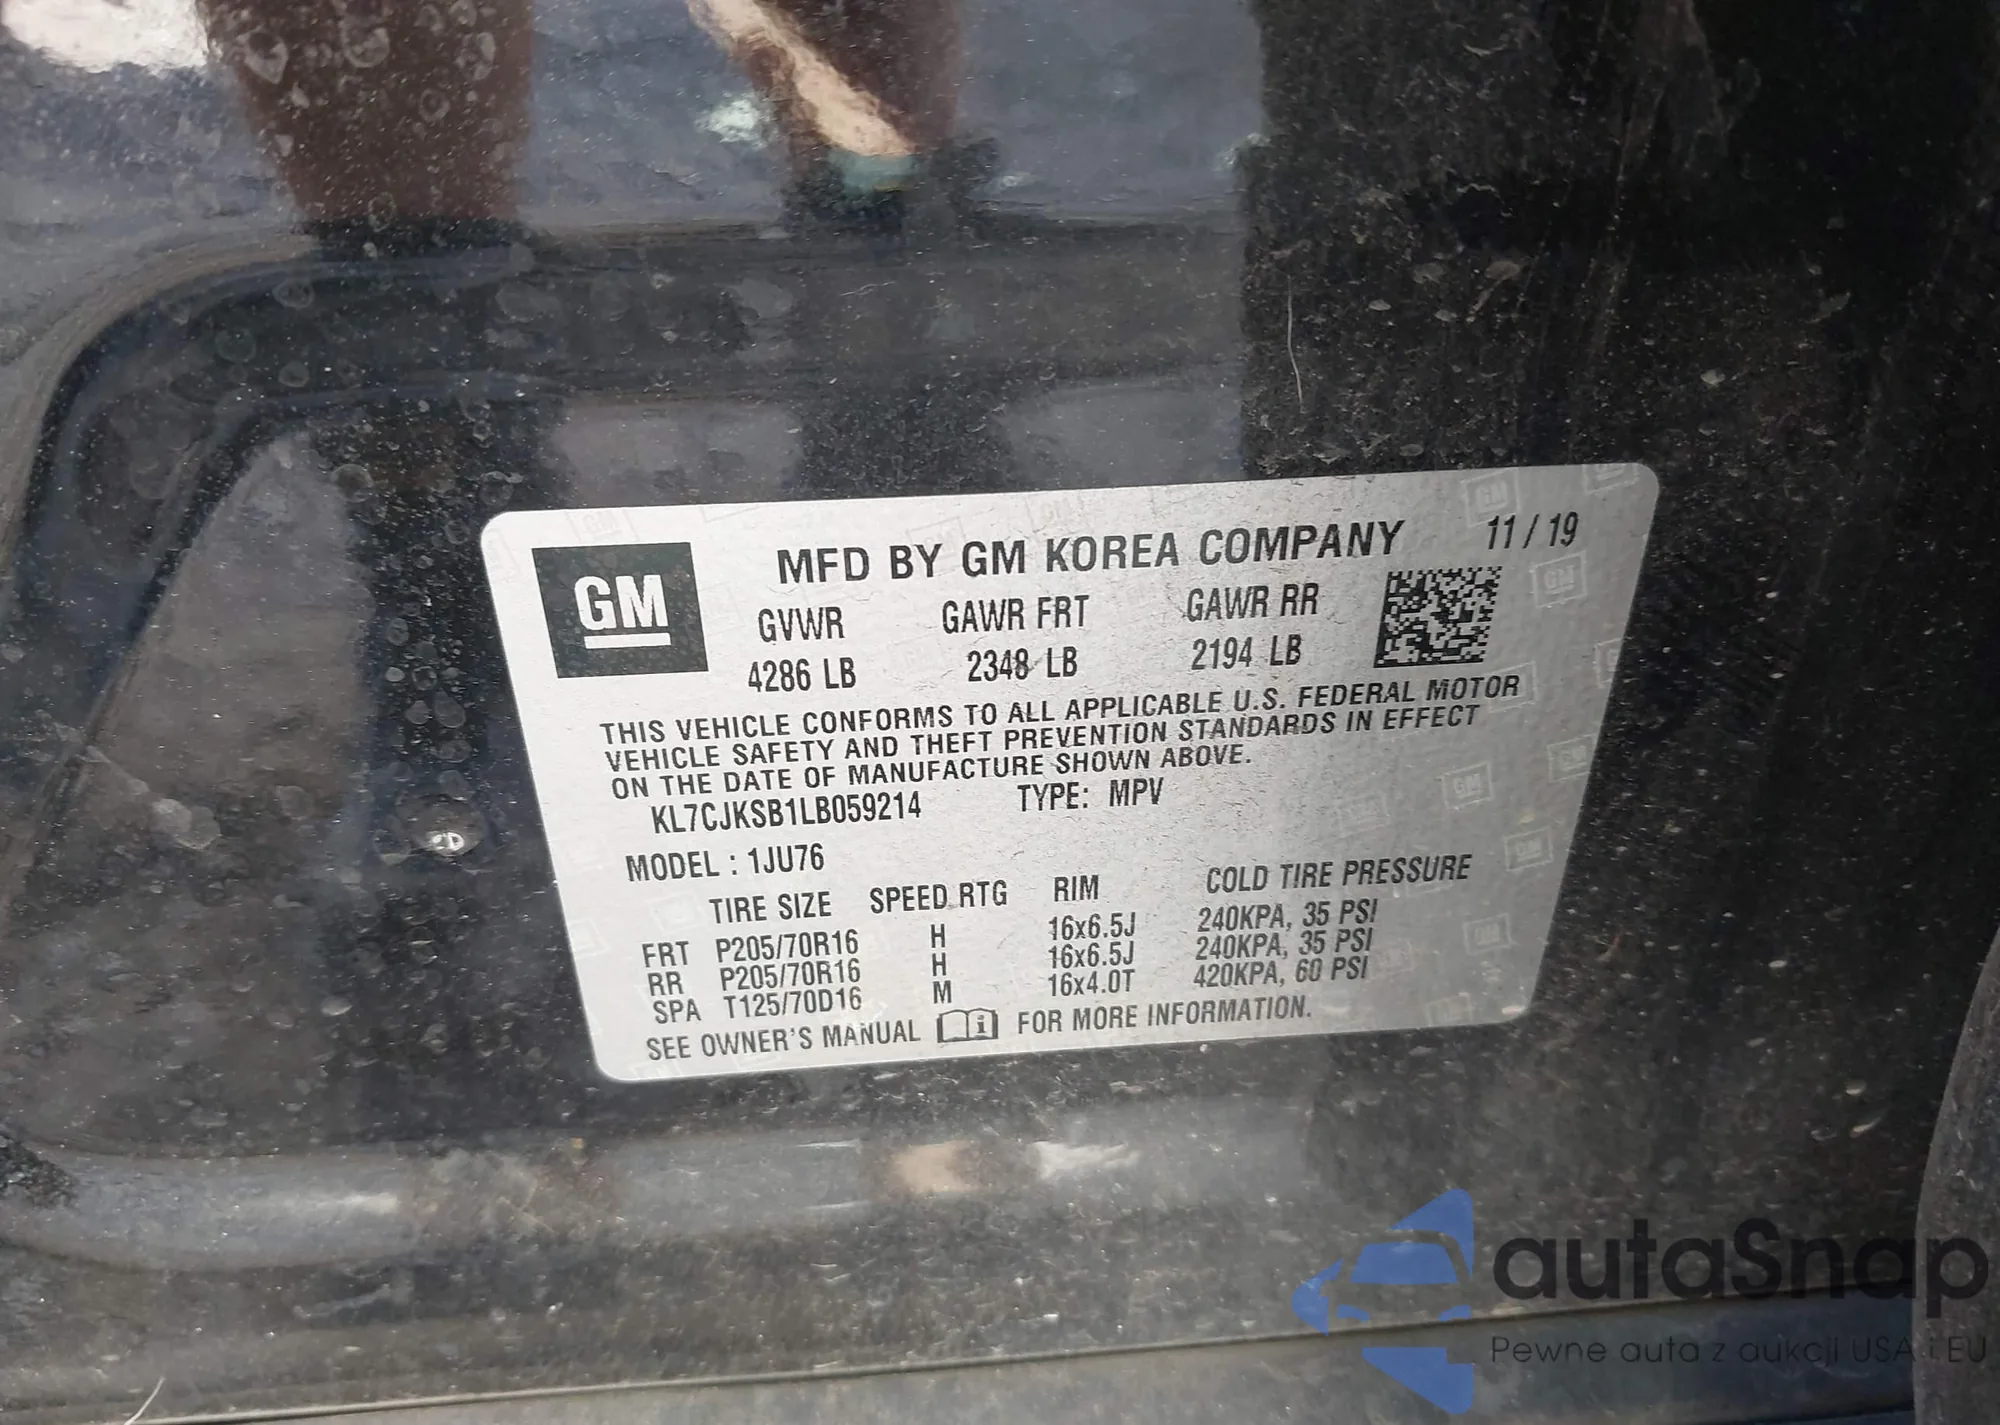 GM
MFD BY GM KOREA COMPANY 11 / 19
GVWR GAWR FRT GAWR RR
4286 LB 2348 LB 2194 LB
THIS VEHICLE CONFORMS TO ALL APPLICABLE U.S. FEDERAL MOTOR
VEHICLE SAFETY AND THEFT PREVENTION STANDARDS IN EFFECT
ON THE DATE OF MANUFACTURE SHOWN ABOVE.
KL7CJKSB1LB059214 TYPE: MPV
MODEL : 1JU76
TIRE SIZE SPEED RTG RIM COLD TIRE PRESSURE
FRT P205/70R16 H 16x6.5J 240KPA, 35 PSI
RR P205/70R16 H 16x6.5J 240KPA, 35 PSI
SPA T125/70D16 M 16x4.0T 420KPA, 60 PSI
SEE OWNER'S MANUAL i FOR MORE INFORMATION.
autaSnap
Pewne auta z aukcji USA i EU